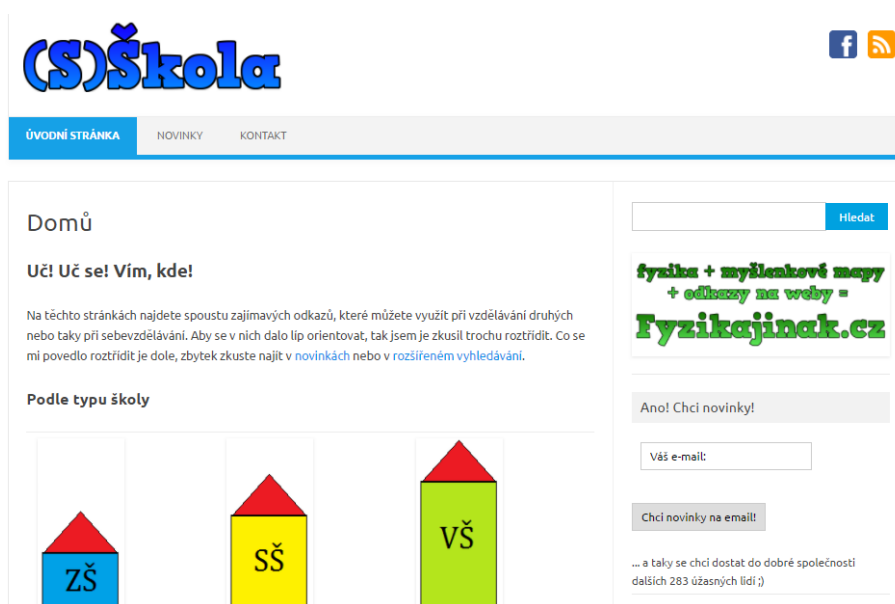 (S)Škola
ÚVODNÍ STRÁNKA
NOVINKY
KONTAKT
Domů
Uč! Uč se! Vím, kde!
Na těchto stránkách najdete spoustu zajímavých odkazů, které můžete využít při vzdělávání druhých
nebo taky při sebevzdělávání. Aby se v nich dalo líp orientovat, tak jsem je zkusil trochu roztřídit. Co se
mi povedlo roztřídit je dole, zbytek zkuste najít v novinkách nebo v rozšířeném vyhledávání.
Podle typu školy
ZŠ
SŠ
VŠ
Hledat
fyzika + myšlenkové mapy
+ odkazy na weby =
Fyzikajinak.cz
Ano! Chci novinky!
Váš e-mail:
Chci novinky na email!
... a taky se chci dostat do dobré společnosti
dalších 283 úžasných lidí ;)